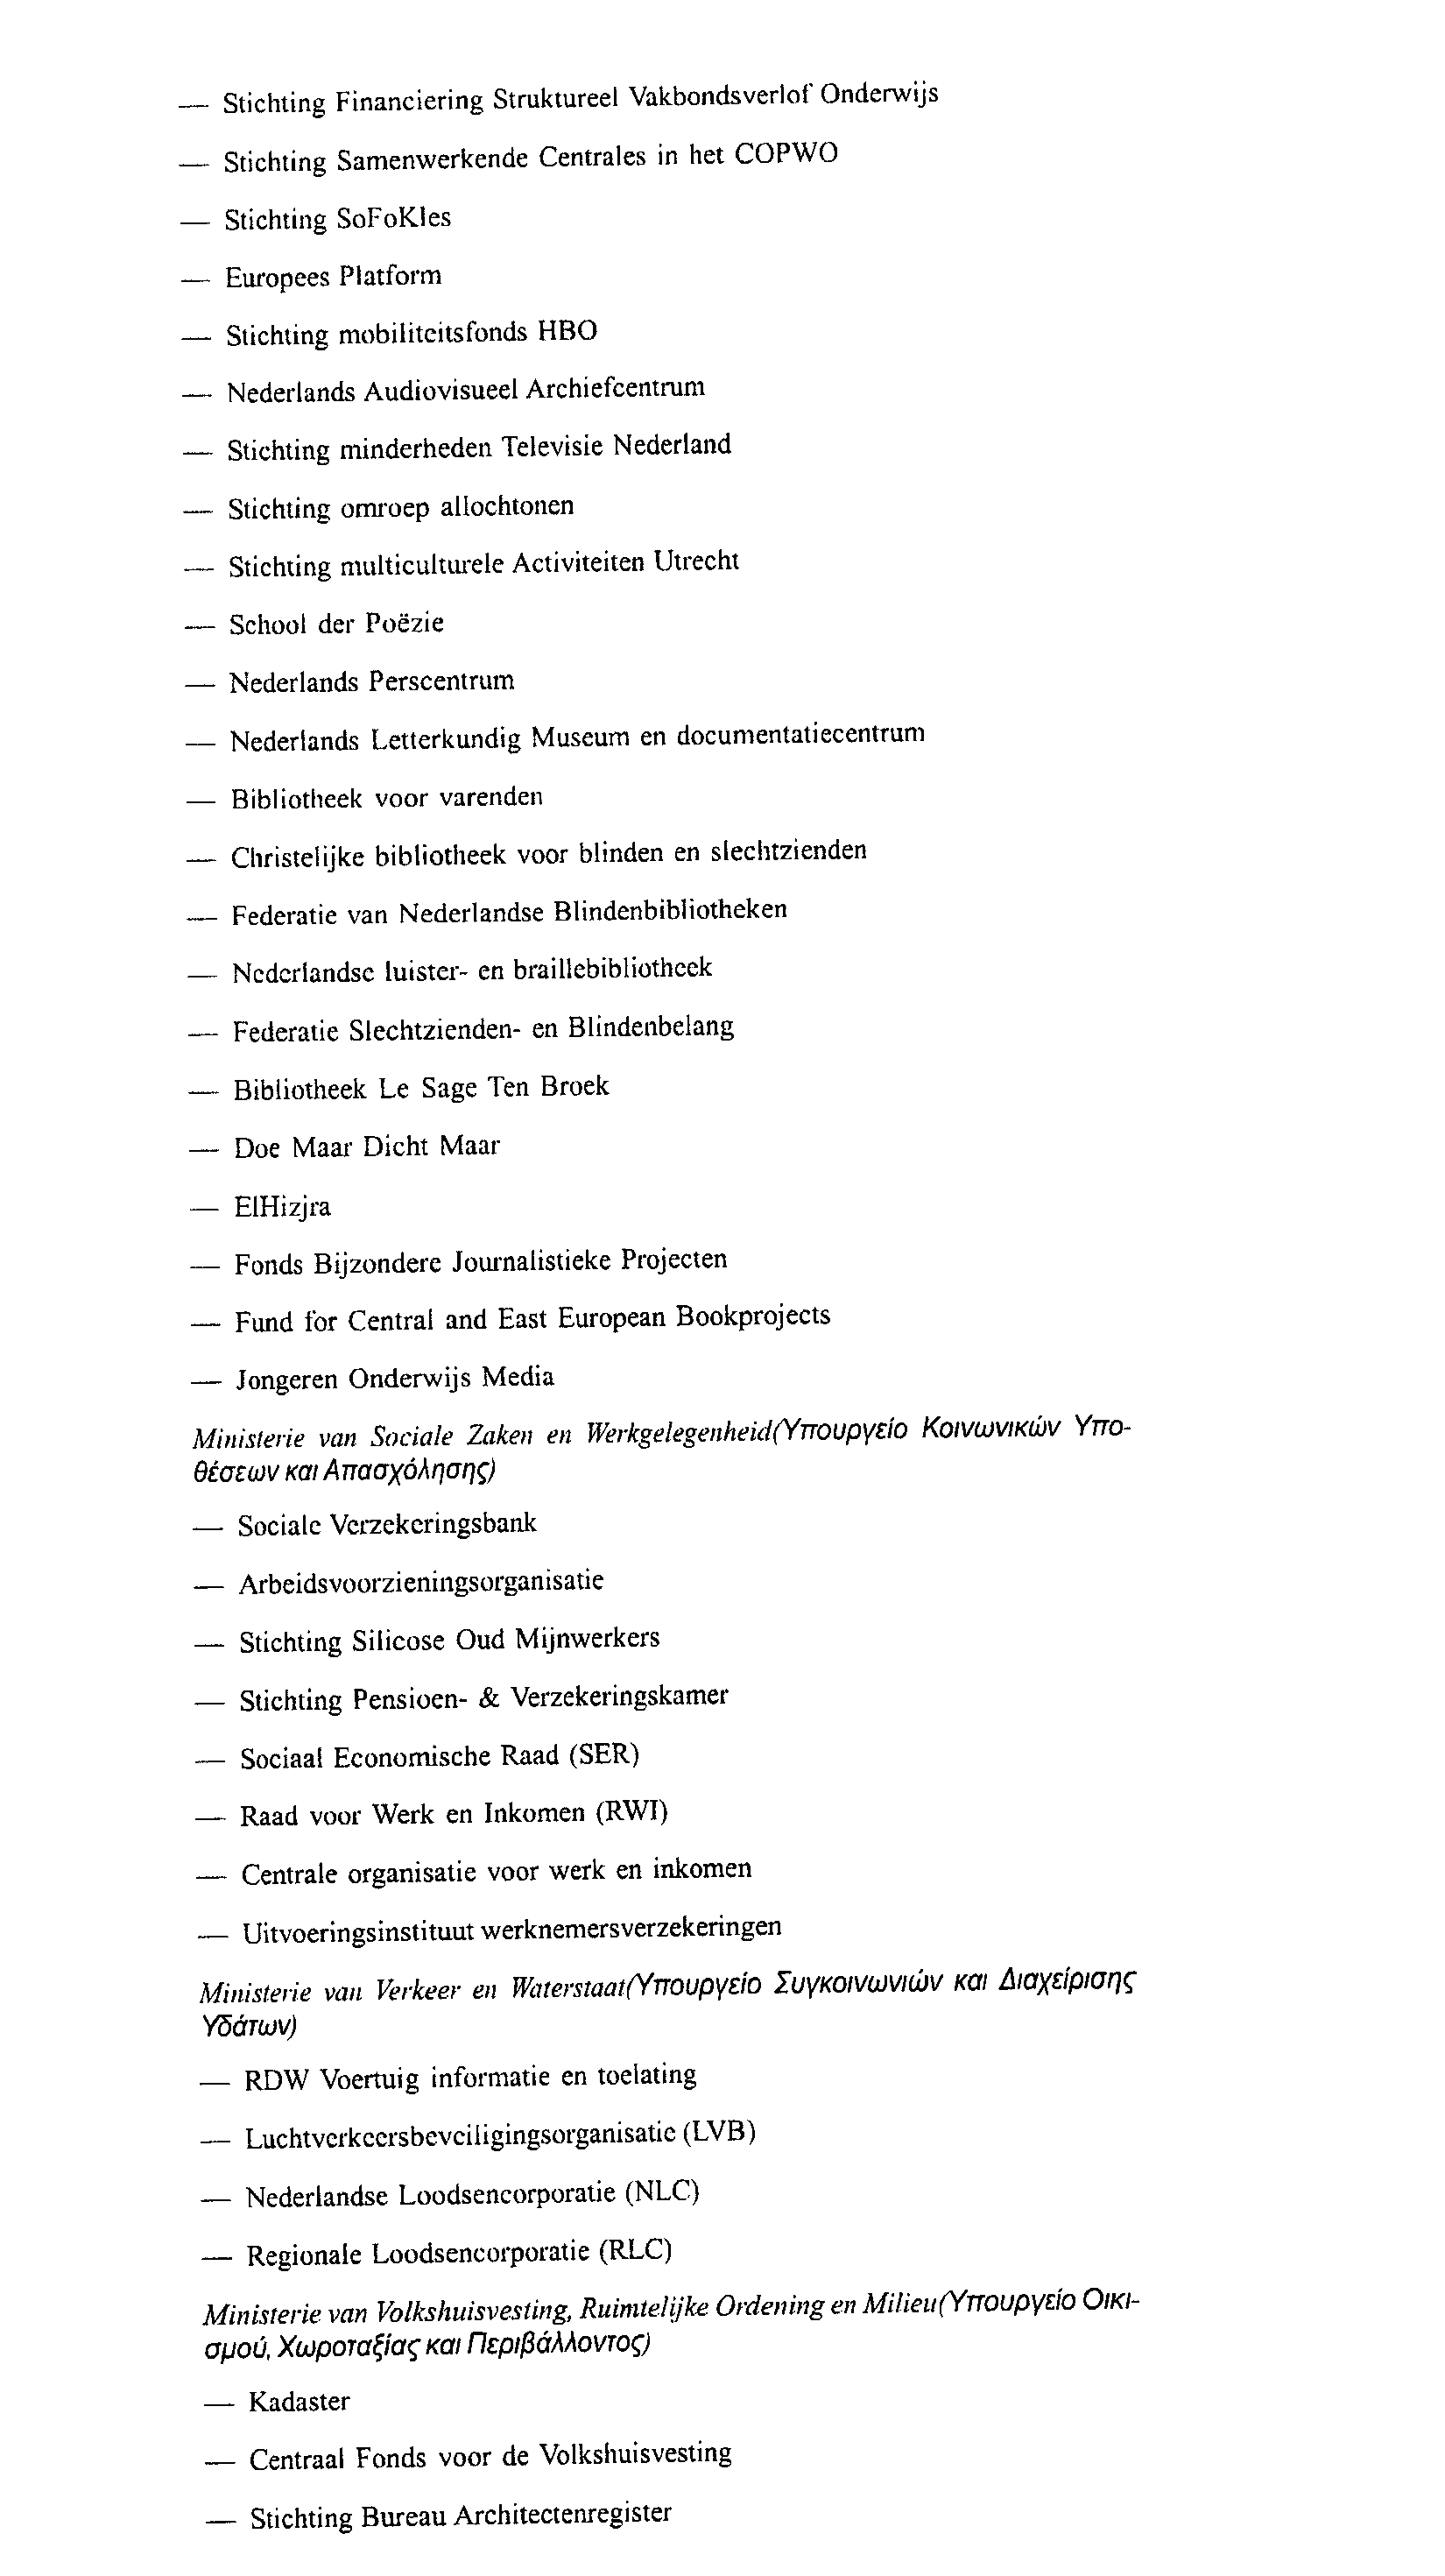 — Stichting Financiering Struktureel Vakbondsverlof Onderwijs
— Stichting Samenwerkende Centrales in het COPWO
— Stichting SoFoKles
— Europees Platform
— Stichting mobiliteitsfonds HBO
— Nederlands Audiovisueel Archiefcentrum
— Stichting minderheden Televisie Nederland
— Stichting omroep allochtonen
— Stichting multiculturele Activiteiten Utrecht
— School der Poëzie
— Nederlands Perscentrum
— Nederlands Letterkundig Museum en documentatiecentrum
— Bibliotheek voor varenden
— Christelijke bibliotheek voor blinden en slechtzienden
— Federatie van Nederlandse Blindenbibliotheken
— Nederlandse luister- en braillebibliotheek
— Federatie Slechtzienden- en Blindenbelang
— Bibliotheek Le Sage Ten Broek
— Doe Maar Dicht Maar
— ElHizjra
— Fonds Bijzondere Journalistieke Projecten
— Fund for Central and East European Bookprojects
— Jongeren Onderwijs Media
Ministerie van Sociale Zaken en Werkgelegenheid(Υπουργείο Κοινωνικών Υπο-
θέσεων και Απασχόλησης)
— Sociale Verzekeringsbank
— Arbeidsvoorzieningsorganisatie
— Stichting Silicose Oud Mijnwerkers
— Stichting Pensioen- & Verzekeringskamer
— Sociaal Economische Raad (SER)
— Raad voor Werk en Inkomen (RWI)
— Centrale organisatie voor werk en inkomen
— Uitvoeringsinstituut werknemersverzekeringen
Ministerie van Verkeer en Waterstaat(Υπουργείο Συγκοινωνιών και Διαχείρισης
Υδάτων)
— RDW Voertuig informatie en toelating
— Luchtverkeersbeveiligingsorganisatie (LVB)
— Nederlandse Loodsencorporatie (NLC)
— Regionale Loodsencorporatie (RLC)
Ministerie van Volkshuisvesting, Ruimtelijke Ordening en Milieu(Υπουργείο Οικι-
σμού, Χωροταξίας και Περιβάλλοντος)
— Kadaster
— Centraal Fonds voor de Volkshuisvesting
— Stichting Bureau Architectenregister